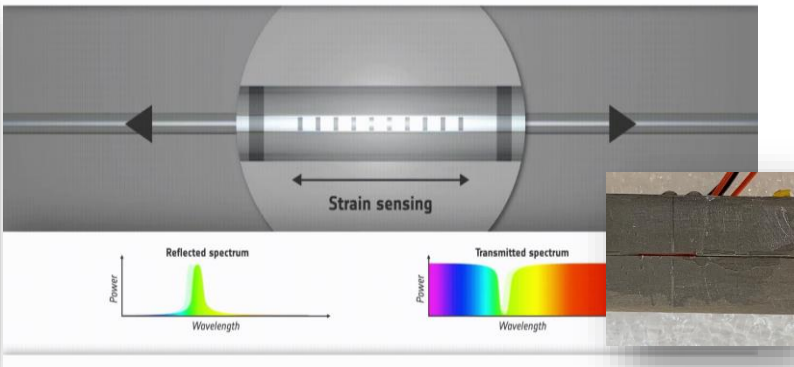 Strain sensing
Reflected spectrum
Power
Wavelength
Transmitted spectrum
Power
Wavelength